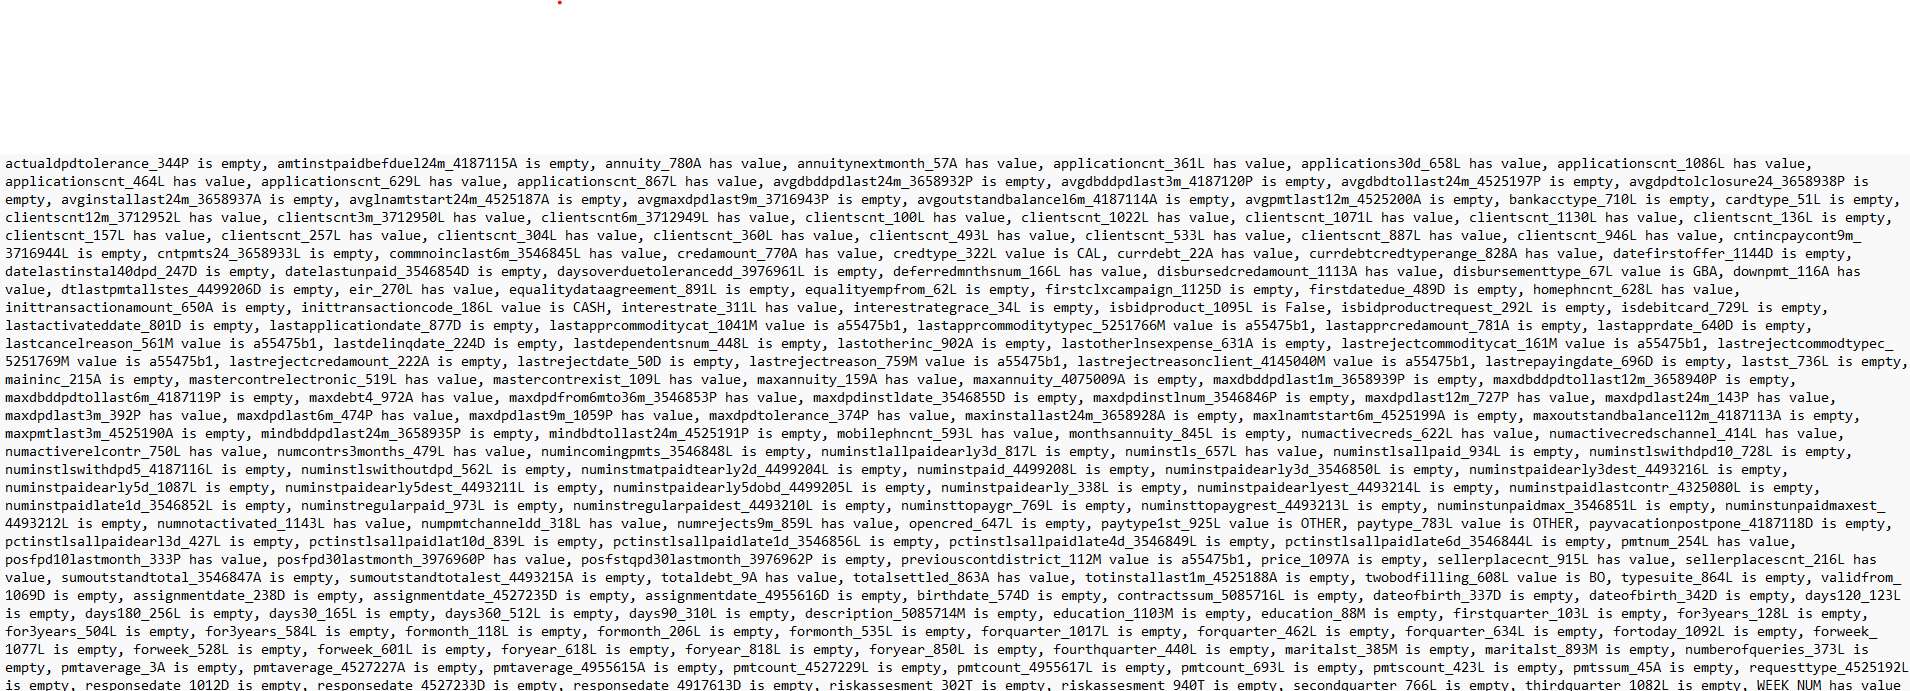 actualdpdtolerance_344P is empty, amtinstpaidbefduel24m_4187115A is empty, annuity_780A has value, annuitynextmonth_57A has value, applicationcnt_361L has value, applications30d_658L has value, applicationscnt_1086L has value,
applicationscnt_464L has value, applicationscnt_629L has value, applicationscnt_867L has value, avgdbddpdlast24m_3658932P is empty, avgdbddpdlast3m_4187120P is empty, avgdbdtollast24m_4525197P is empty, avgdpdtolclosure24_3658938P is
empty, avginstallast24m_3658937A is empty, avglnamtstart24m_4525187A is empty, avgmaxdpdlast9m_3716943P is empty, avgoutstandbalancel6m_4187114A is empty, avgpmtlast12m_4525200A is empty, bankacctype_710L is empty, cardtype_51L is empty,
clientscnt12m_3712952L has value, clientscnt3m_3712950L has value, clientscnt6m_3712949L has value, clientscnt_100L has value, clientscnt_1022L has value, clientscnt_1071L has value, clientscnt_1130L has value, clientscnt_136L is empty,
clientscnt_157L has value, clientscnt_257L has value, clientscnt_304L has value, clientscnt_360L has value, clientscnt_493L has value, clientscnt_533L has value, clientscnt_887L has value, clientscnt_946L has value, cntincpaycont9m_
3716944L is empty, cntpmts24_3658933L is empty, commnoinclast6m_3546845L has value, credamount_770A has value, credtype_322L value is CAL, currdebt_22A has value, currdebtcredtyperange_828A has value, datefirstoffer_1144D is empty,
datelastinstal40dpd_247D is empty, datelastunpaid_3546854D is empty, daysoverduetolerancedd_3976961L is empty, deferredmnthsnum_166L has value, disbursedcredamount_1113A has value, disbursementtype_67L value is GBA, downpmt_116A has
value, dtlastpmtallstes_4499206D is empty, eir_270L has value, equalitydataagreement_891L is empty, equalityempfrom_62L is empty, firstclxcampaign_1125D is empty, firstdatedue_489D is empty, homephncnt_628L has value,
inittransactionamount_650A is empty, inittransactioncode_186L value is CASH, interestrate_311L has value, interestrategrace_34L is empty, isbidproduct_1095L is False, isbidproductrequest_292L is empty, isdebitcard_729L is empty,
lastactivateddate_801D is empty, lastapplicationdate_877D is empty, lastapprcommoditycat_1041M value is a55475b1, lastapprcommoditytypec_5251766M value is a55475b1, lastapprcredamount_781A is empty, lastapprdate_640D is empty,
lastcancelreason_561M value is a55475b1, lastdelinqdate_224D is empty, lastdependentsnum_448L is empty, lastotherinc_902A is empty, lastotherlnsexpense_631A is empty, lastrejectcommoditycat_161M value is a55475b1, lastrejectcommodtypec_
5251769M value is a55475b1, lastrejectcredamount_222A is empty, lastrejectdate_50D is empty, lastrejectreason_759M value is a55475b1, lastrejectreasonclient_4145040M value is a55475b1, lastrepayingdate_696D is empty, lastst_736L is empty,
maininc_215A is empty, mastercontrelectronic_519L has value, mastercontrexist_109L has value, maxannuity_159A has value, maxannuity_4075009A is empty, maxdbddpdlast1m_3658939P is empty, maxdbddpdtollast12m_3658940P is empty,
maxdbddpdtollast6m_4187119P is empty, maxdebt4_972A has value, maxdpdfrom6mto36m_3546853P has value, maxdpdinstldate_3546855D is empty, maxdpdinstlnum_3546846P is empty, maxdpdlast12m_727P has value, maxdpdlast24m_143P has value,
maxdpdlast3m_392P has value, maxdpdlast6m_474P has value, maxdpdlast9m_1059P has value, maxdpdtolerance_374P has value, maxinstallast24m_3658928A is empty, maxlnamtstart6m_4525199A is empty, maxoutstandbalancel12m_4187113A is empty,
maxpmtlast3m_4525190A is empty, mindbddpdlast24m_3658935P is empty, mindbdtollast24m_4525191P is empty, mobilephncnt_593L has value, monthsannuity_845L is empty, numactivecreds_622L has value, numactivecredschannel_414L has value,
numactiverelcontr_750L has value, numcontrs3months_479L has value, numincomingpmts_3546848L is empty, numinstlallpaidearly3d_817L is empty, numinstls_657L has value, numinstlsallpaid_934L is empty, numinstlswithdpd10_728L is empty,
numinstlswithdpd5_4187116L is empty, numinstlswithoutdpd_562L is empty, numinstmatpaidtearly2d_4499204L is empty, numinstpaid_4499208L is empty, numinstpaidearly3d_3546850L is empty, numinstpaidearly3dest_4493216L is empty,
numinstpaidearly5d_1087L is empty, numinstpaidearly5dest_4493211L is empty, numinstpaidearly5dobd_4499205L is empty, numinstpaidearly_338L is empty, numinstpaidearlyest_4493214L is empty, numinstpaidlastcontr_4325080L is empty,
numinstpaidlate1d_3546852L is empty, numinstregularpaid_973L is empty, numinstregularpaidest_4493210L is empty, numinsttopaygr_769L is empty, numinsttopaygrest_4493213L is empty, numinstunpaidmax_3546851L is empty, numinstunpaidmaxest_
4493212L is empty, numnotactivated_1143L has value, numpmtchanneldd_318L has value, numrejects9m_859L has value, opencred_647L is empty, paytype1st_925L value is OTHER, paytype_783L value is OTHER, payvacationpostpone_4187118D is empty,
pctinstlsallpaidearl3d_427L is empty, pctinstlsallpaidlat10d_839L is empty, pctinstlsallpaidlate1d_3546856L is empty, pctinstlsallpaidlate4d_3546849L is empty, pctinstlsallpaidlate6d_3546844L is empty, pmtnum_254L has value,
posfpd10lastmonth_333P has value, posfpd30lastmonth_3976960P has value, posfstqpd30lastmonth_3976962P is empty, previouscontdistrict_112M value is a55475b1, price_1097A is empty, sellerplacecnt_915L has value, sellerplacescnt_216L has
value, sumoutstandtotal_3546847A is empty, sumoutstandtotalest_4493215A is empty, totaldebt_9A has value, totalsettled_863A has value, totinstallast1m_4525188A is empty, twobodfilling_608L value is BO, typesuite_864L is empty, validfrom_
1069D is empty, assignmentdate_238D is empty, assignmentdate_4527235D is empty, assignmentdate_4955616D is empty, birthdate_574D is empty, contractssum_5085716L is empty, dateofbirth_337D is empty, dateofbirth_342D is empty, days120_123L
is empty, days180_256L is empty, days30_165L is empty, days360_512L is empty, days90_310L is empty, description_5085714M is empty, education_1103M is empty, education_88M is empty, firstquarter_103L is empty, for3years_128L is empty,
for3years_504L is empty, for3years_584L is empty, formonth_118L is empty, formonth_206L is empty, formonth_535L is empty, forquarter_1017L is empty, forquarter_462L is empty, forquarter_634L is empty, fortoday_1092L is empty, forweek_
1077L is empty, forweek_528L is empty, forweek_601L is empty, foryear_618L is empty, foryear_818L is empty, foryear_850L is empty, fourthquarter_440L is empty, maritalst_385M is empty, maritalst_893M is empty, numberofqueries_373L is
empty, pmtaverage_3A is empty, pmtaverage_4527227A is empty, pmtaverage_4955615A is empty, pmtcount_4527229L is empty, pmtcount_4955617L is empty, pmtcount_693L is empty, pmtscount_423L is empty, pmtssum_45A is empty, requesttype_4525192L
is empty, responsedate_1012D is empty, responsedate_4527233D is empty, responsedate_4917613D is empty, riskassesment_302T is empty, riskassesment_940T is empty, secondquarter_766L is empty, thirdquarter_1082L is empty, WEEK_NUM has value